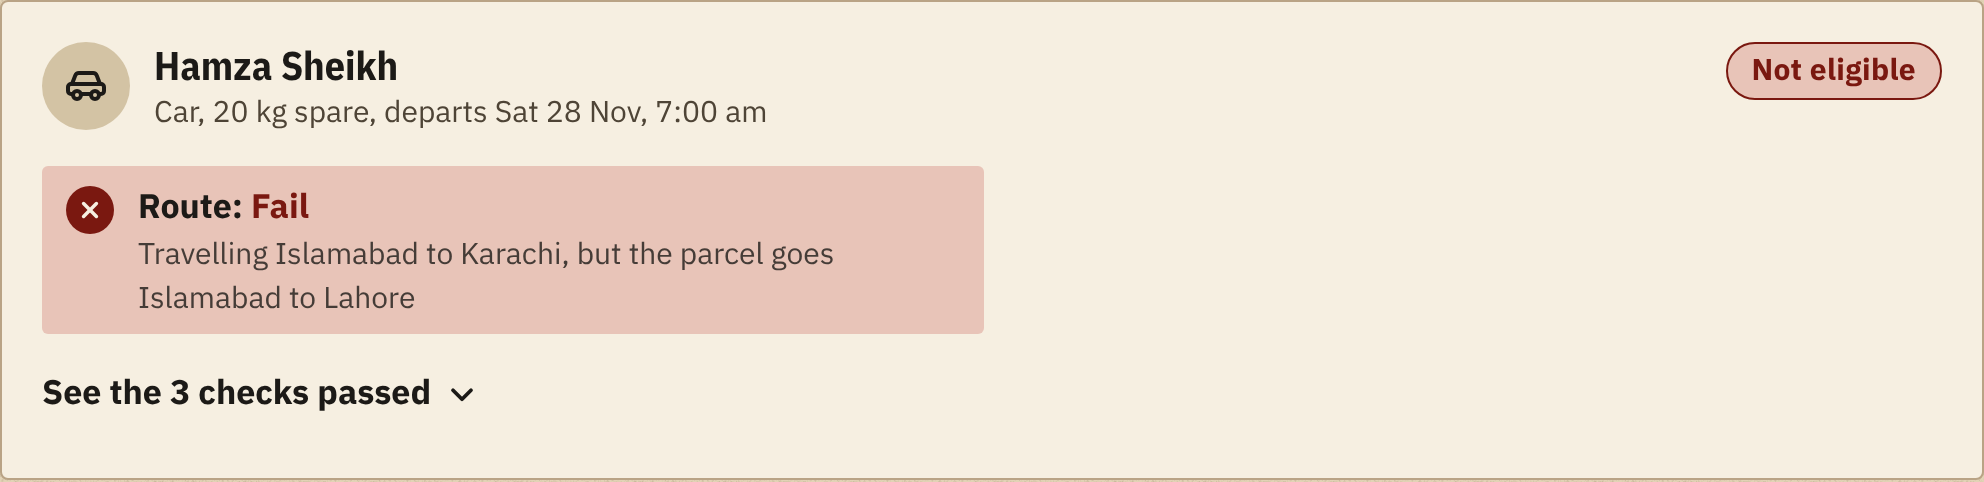 Hamza Sheikh
Not eligible
Car, 20 kg spare, departs Sat 28 Nov, 7:00 am
Route: Fail
Travelling Islamabad to Karachi, but the parcel goes
Islamabad to Lahore
See the 3 checks passed